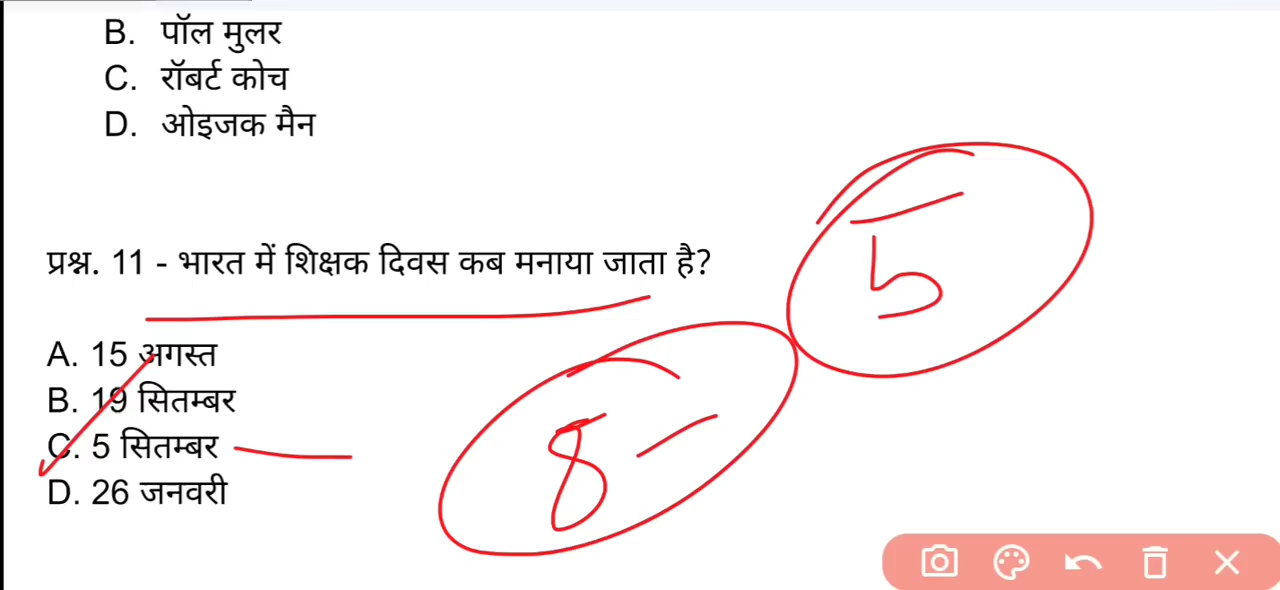 B. पॉल मुलर
C. रॉबर्ट कोच
D. ओइजक मैन
प्रश्न. 11 - भारत में शिक्षक दिवस कब मनाया जाता है?
A. 15 अगस्त
B. 19 सितम्बर
C. 5 सितम्बर
D. 26 जनवरी
5
8 -